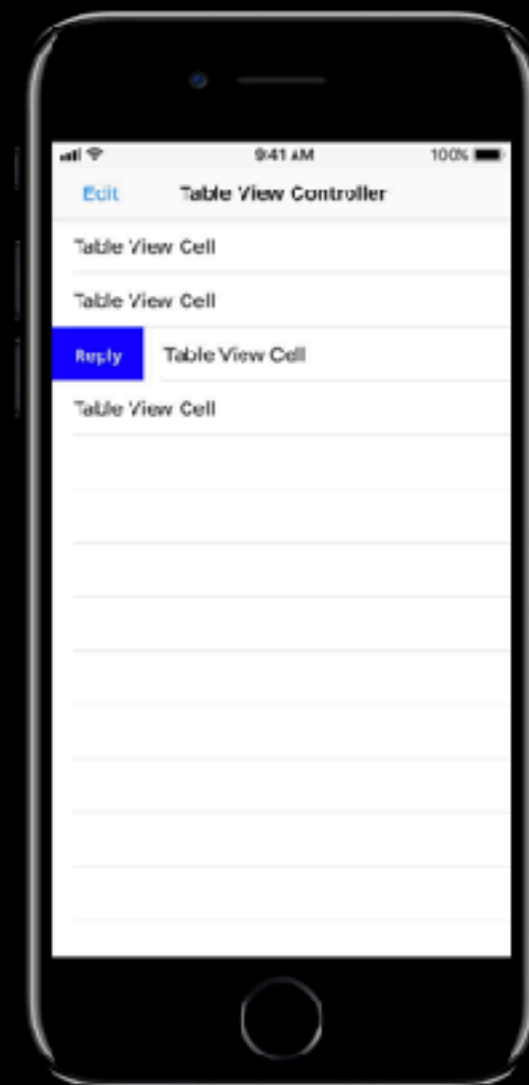 9:41 AM 100%
Edit Table View Controller
Table View Cell
Table View Cell
Reply Table View Cell
Table View Cell